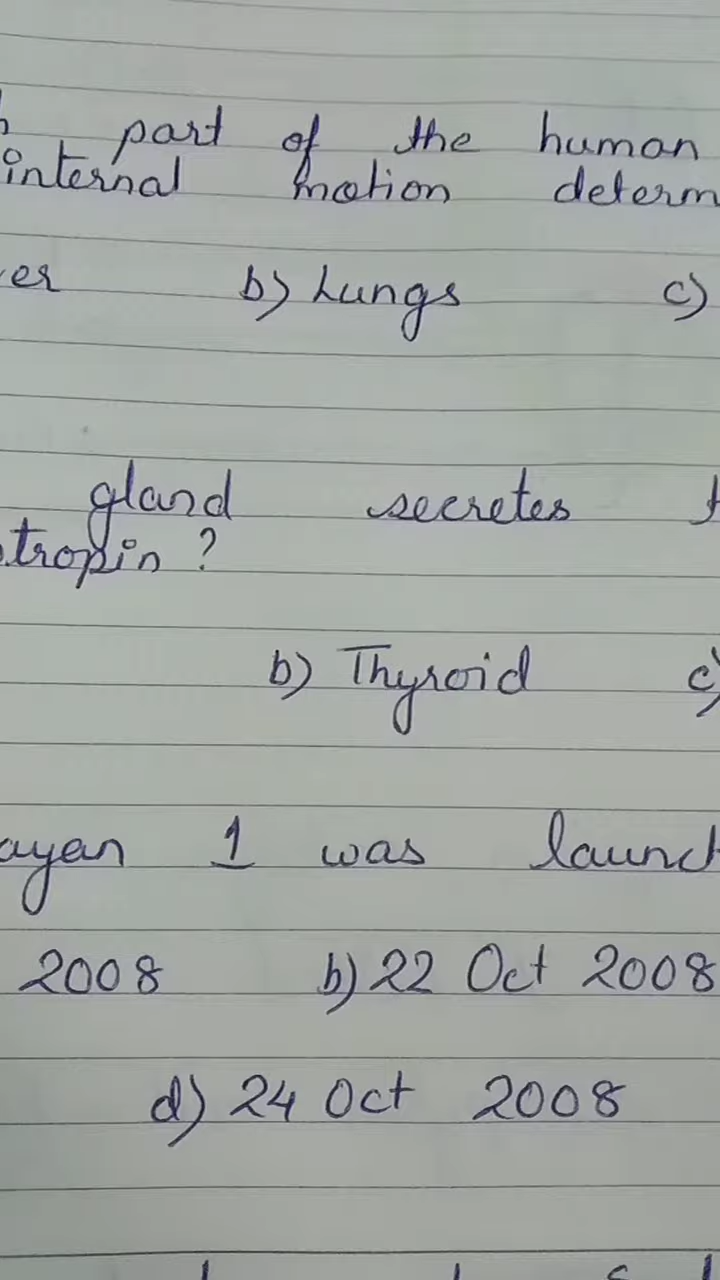 part of the human
internal motion determ
er b) Lungs c)
gland secretes
tropin ?
b) Thyroid c)
ayan 1 was launch
2008 b) 22 Oct 2008
d) 24 Oct 2008